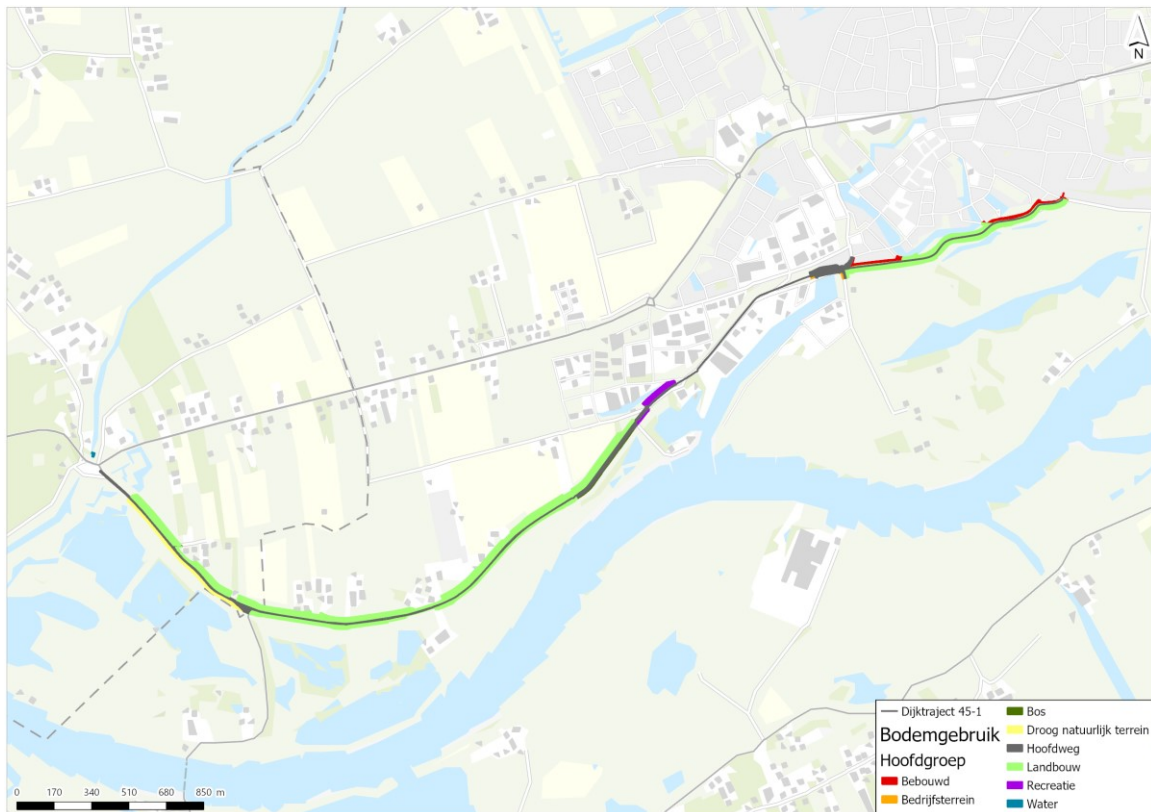 N
Dijktraject 45-1
Bodemgebruik
Hoofdgroep
Bebouwd
Bedrijfsterrein
Bos
Droog natuurlijk terrein
Hoofdweg
Landbouw
Recreatie
Water
0 170 340 510 680 850 m